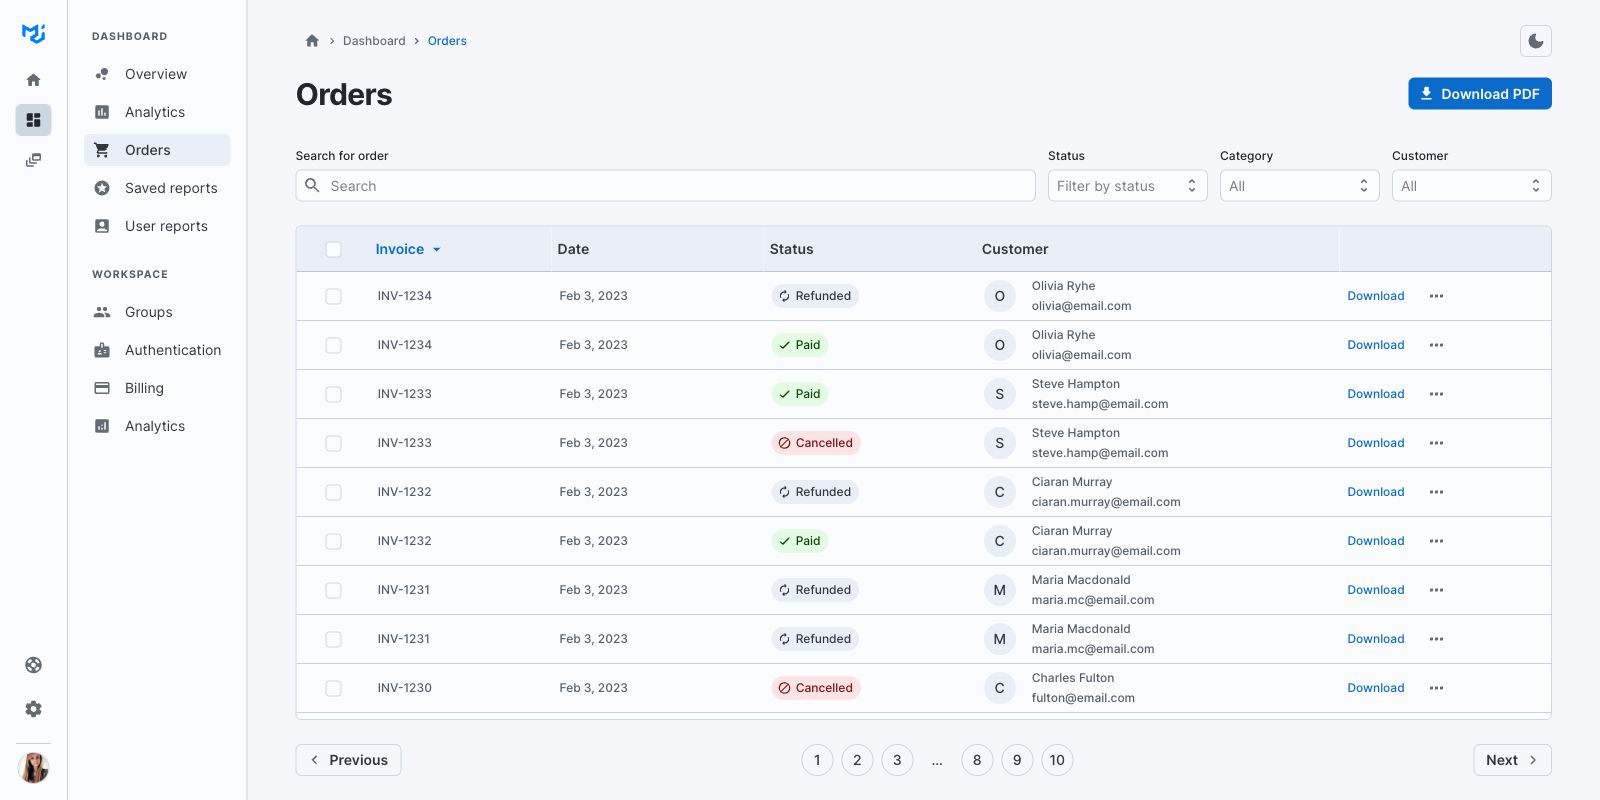 DASHBOARD
Overview
Analytics
Orders
Saved reports
User reports
WORKSPACE
Groups
Authentication
Billing
Analytics
Dashboard Orders
Orders
Download PDF
Search for order
Search
Status
Filter by status
Category
All
Customer
All
Invoice Date Status Customer
INV-1234 Feb 3, 2023 Refunded O Olivia Ryhe Download
olivia@email.com
INV-1234 Feb 3, 2023 Paid O Olivia Ryhe Download
olivia@email.com
INV-1233 Feb 3, 2023 Paid S Steve Hampton Download
steve.hamp@email.com
INV-1233 Feb 3, 2023 Cancelled S Steve Hampton Download
steve.hamp@email.com
INV-1232 Feb 3, 2023 Refunded C Ciaran Murray Download
ciaran.murray@email.com
INV-1232 Feb 3, 2023 Paid C Ciaran Murray Download
ciaran.murray@email.com
INV-1231 Feb 3, 2023 Refunded M Maria Macdonald Download
maria.mc@email.com
INV-1231 Feb 3, 2023 Refunded M Maria Macdonald Download
maria.mc@email.com
INV-1230 Feb 3, 2023 Cancelled C Charles Fulton Download
fulton@email.com
Previous 1 2 3 ... 8 9 10 Next